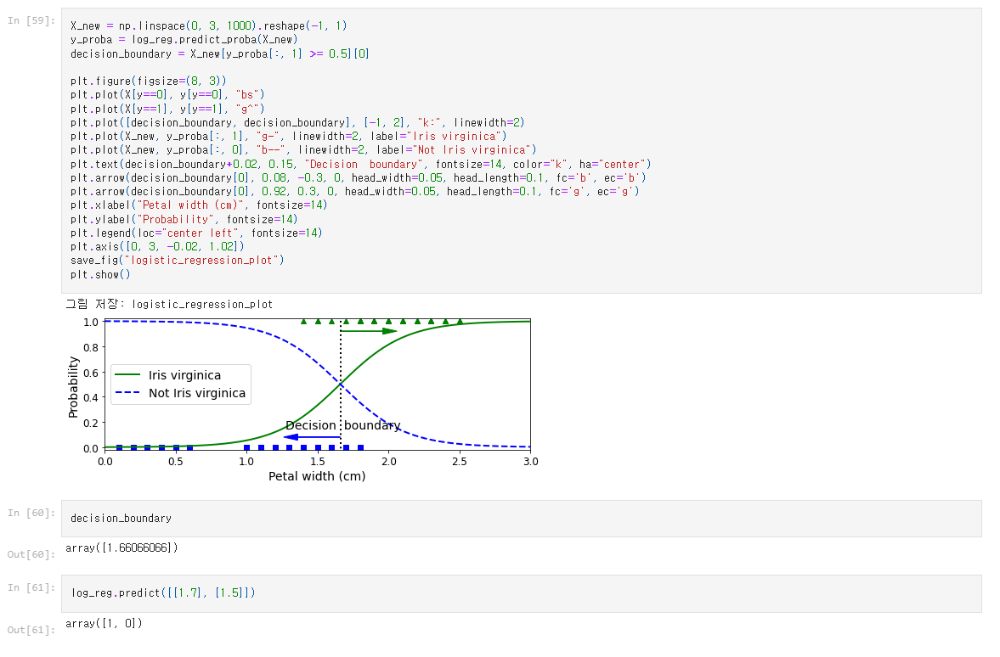 In [59]:
X_new = np.linspace(0, 3, 1000).reshape(-1, 1)
y_proba = log_reg.predict_proba(X_new)
decision_boundary = X_new[y_proba[:, 1] >= 0.5][0]
plt.figure(figsize=(8, 3))
plt.plot(X[y==0], y[y==0], "bs")
plt.plot(X[y==1], y[y==1], "g^")
plt.plot([decision_boundary, decision_boundary], [-1, 2], "k:", linewidth=2)
plt.plot(X_new, y_proba[:, 1], "g-", linewidth=2, label="Iris virginica")
plt.plot(X_new, y_proba[:, 0], "b--", linewidth=2, label="Not Iris virginica")
plt.text(decision_boundary+0.02, 0.15, "Decision  boundary", fontsize=14, color="k", ha="center")
plt.arrow(decision_boundary[0], 0.08, -0.3, 0, head_width=0.05, head_length=0.1, fc='b', ec='b')
plt.arrow(decision_boundary[0], 0.92, 0.3, 0, head_width=0.05, head_length=0.1, fc='g', ec='g')
plt.xlabel("Petal width (cm)", fontsize=14)
plt.ylabel("Probability", fontsize=14)
plt.legend(loc="center left", fontsize=14)
plt.axis([0, 3, -0.02, 1.02])
save_fig("logistic_regression_plot")
plt.show()
그림 저장: logistic_regression_plot
1.0
0.8
0.6
0.4
0.2
0.0
Probability
Iris virginica
Not Iris virginica
Decision  boundary
0.0 0.5 1.0 1.5 2.0 2.5 3.0
Petal width (cm)
In [60]:
decision_boundary
Out[60]:
array([1.66066066])
In [61]:
log_reg.predict([[1.7], [1.5]])
Out[61]:
array([1, 0])